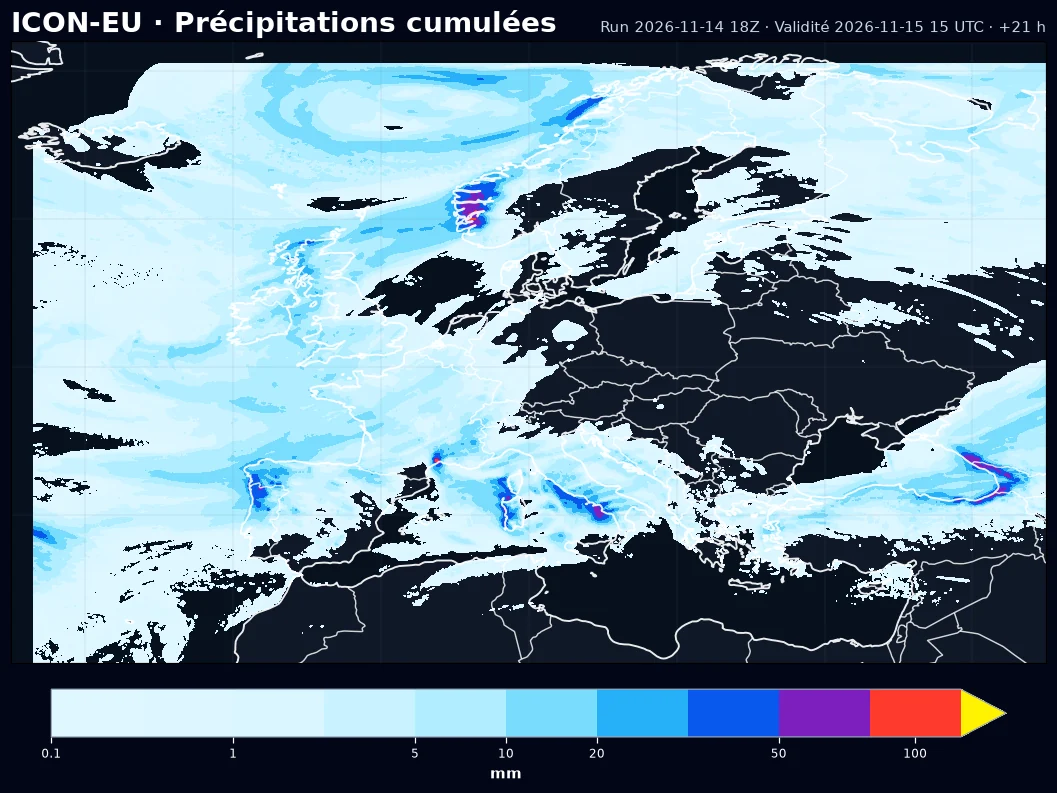 ICON-EU · Précipitations cumulées
Run 2026-11-14 18Z · Validité 2026-11-15 15 UTC · +21 h
0.1 1 5 10 20 50 100
mm